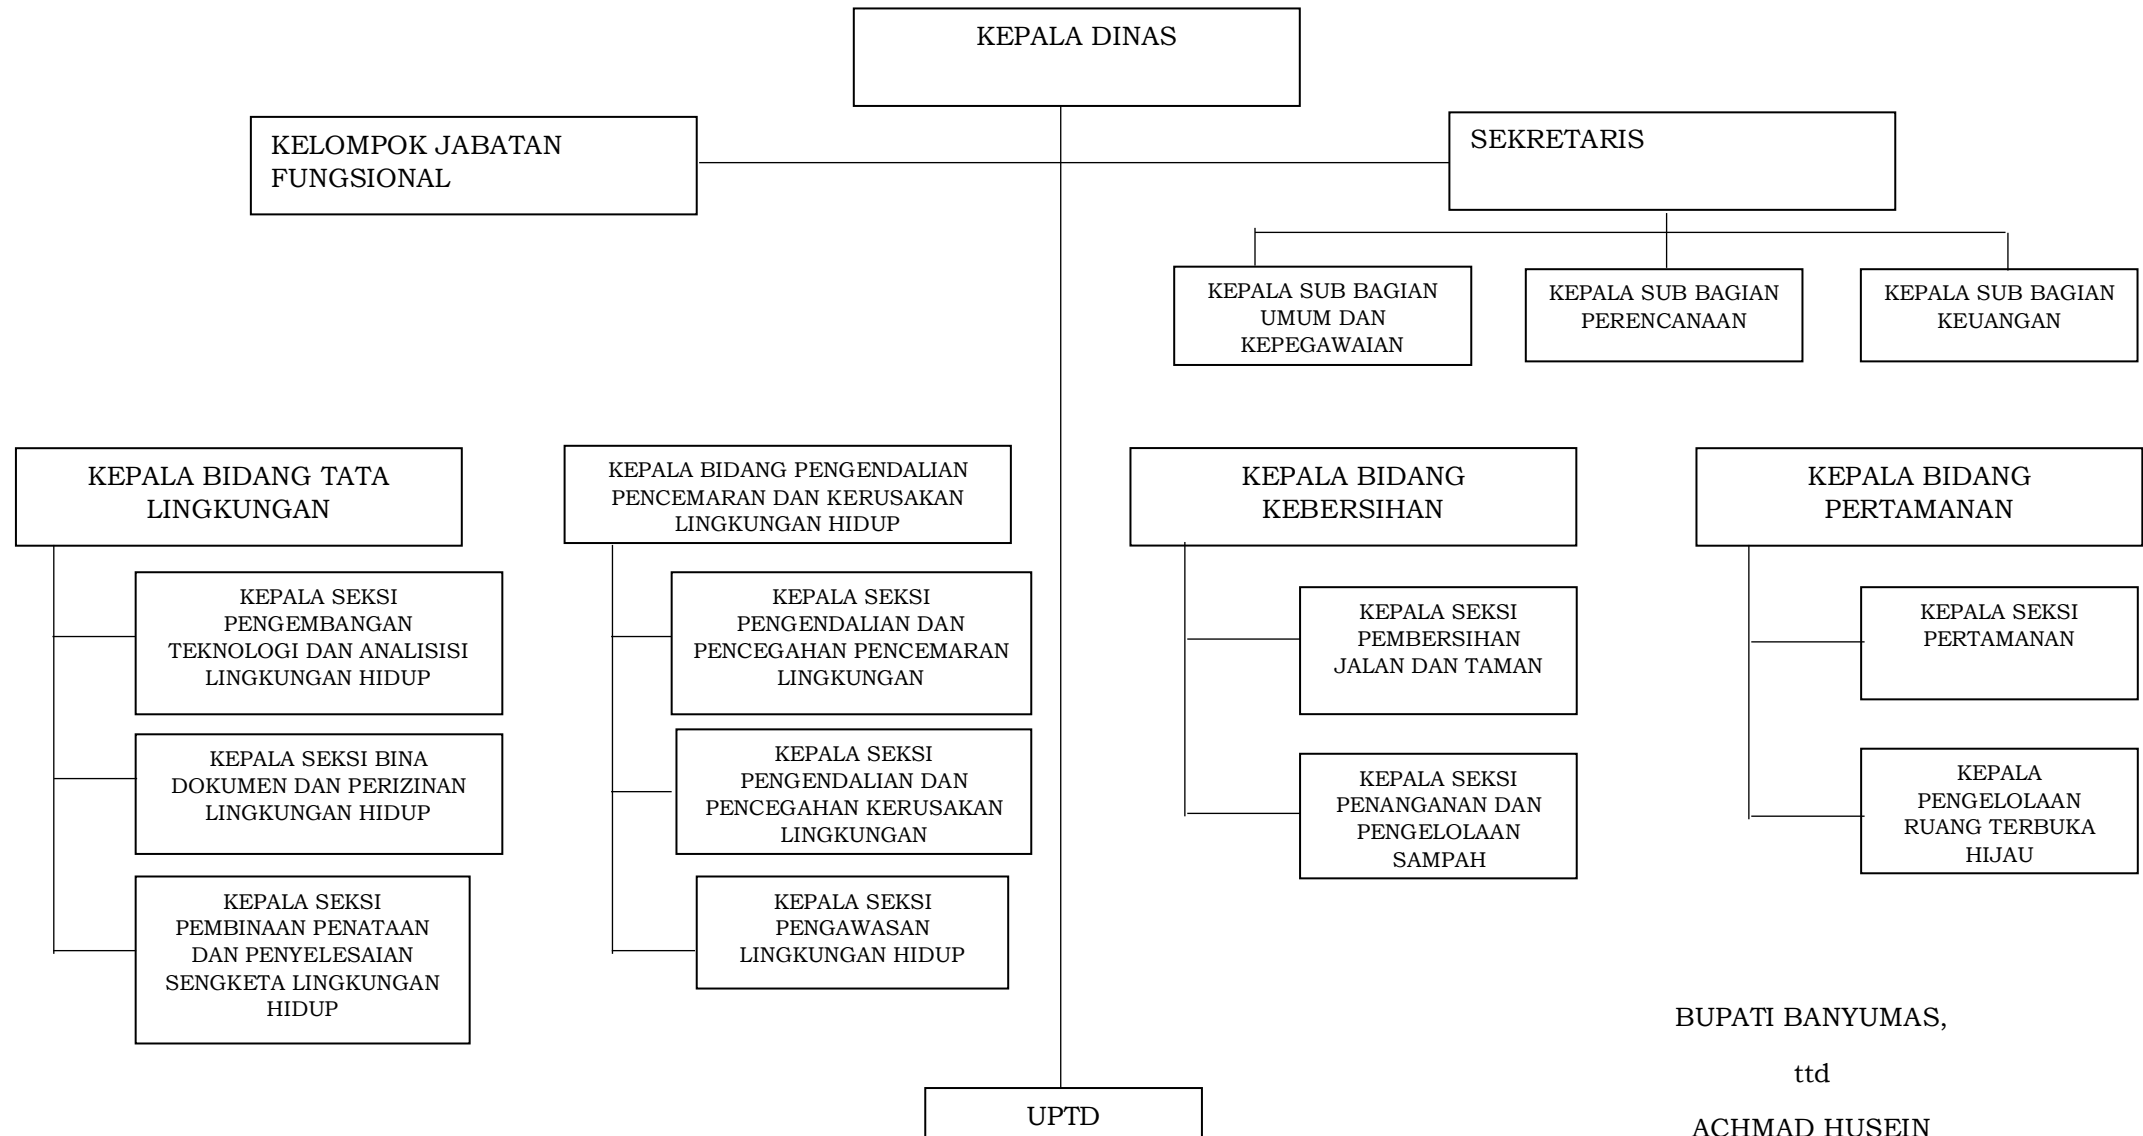 KEPALA DINAS
KELOMPOK JABATAN
FUNGSIONAL
SEKRETARIS
KEPALA SUB BAGIAN
UMUM DAN
KEPEGAWAIAN
KEPALA SUB BAGIAN
PERENCANAAN
KEPALA SUB BAGIAN
KEUANGAN
KEPALA BIDANG TATA
LINGKUNGAN
KEPALA BIDANG PENGENDALIAN
PENCEMARAN DAN KERUSAKAN
LINGKUNGAN HIDUP
KEPALA BIDANG
KEBERSIHAN
KEPALA BIDANG
PERTAMANAN
KEPALA SEKSI
PENGEMBANGAN
TEKNOLOGI DAN ANALISISI
LINGKUNGAN HIDUP
KEPALA SEKSI
PENGENDALIAN DAN
PENCEGAHAN PENCEMARAN
LINGKUNGAN
KEPALA SEKSI
PEMBERSIHAN
JALAN DAN TAMAN
KEPALA SEKSI
PERTAMANAN
KEPALA SEKSI BINA
DOKUMEN DAN PERIZINAN
LINGKUNGAN HIDUP
KEPALA SEKSI
PENGENDALIAN DAN
PENCEGAHAN KERUSAKAN
LINGKUNGAN
KEPALA SEKSI
PENANGANAN DAN
PENGELOLAAN
SAMPAH
KEPALA
PENGELOLAAN
RUANG TERBUKA
HIJAU
KEPALA SEKSI
PEMBINAAN PENATAAN
DAN PENYELESAIAN
SENGKETA LINGKUNGAN
HIDUP
KEPALA SEKSI
PENGAWASAN
LINGKUNGAN HIDUP
UPTD
BUPATI BANYUMAS,
ttd
ACHMAD HUSEIN